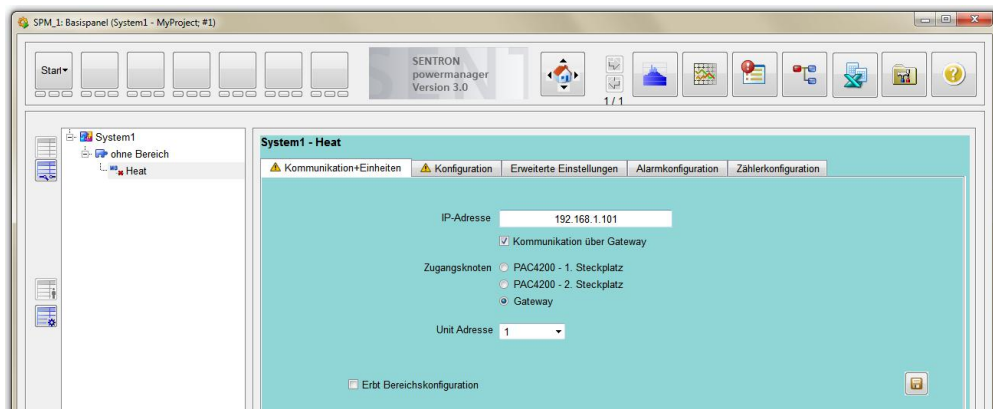 SPM_1: Basispanel (System1 - MyProject; #1)
Start
SENTRON
powermanager
Version 3.0
1 / 1
System1
ohne Bereich
Heat
System1 - Heat
Kommunikation+Einheiten
Konfiguration
Erweiterte Einstellungen
Alarmkonfiguration
Zählerkonfiguration
IP-Adresse
192.168.1.101
Kommunikation über Gateway
Zugangsknoten
PAC4200 - 1. Steckplatz
PAC4200 - 2. Steckplatz
Gateway
Unit Adresse
1
Erbt Bereichskonfiguration